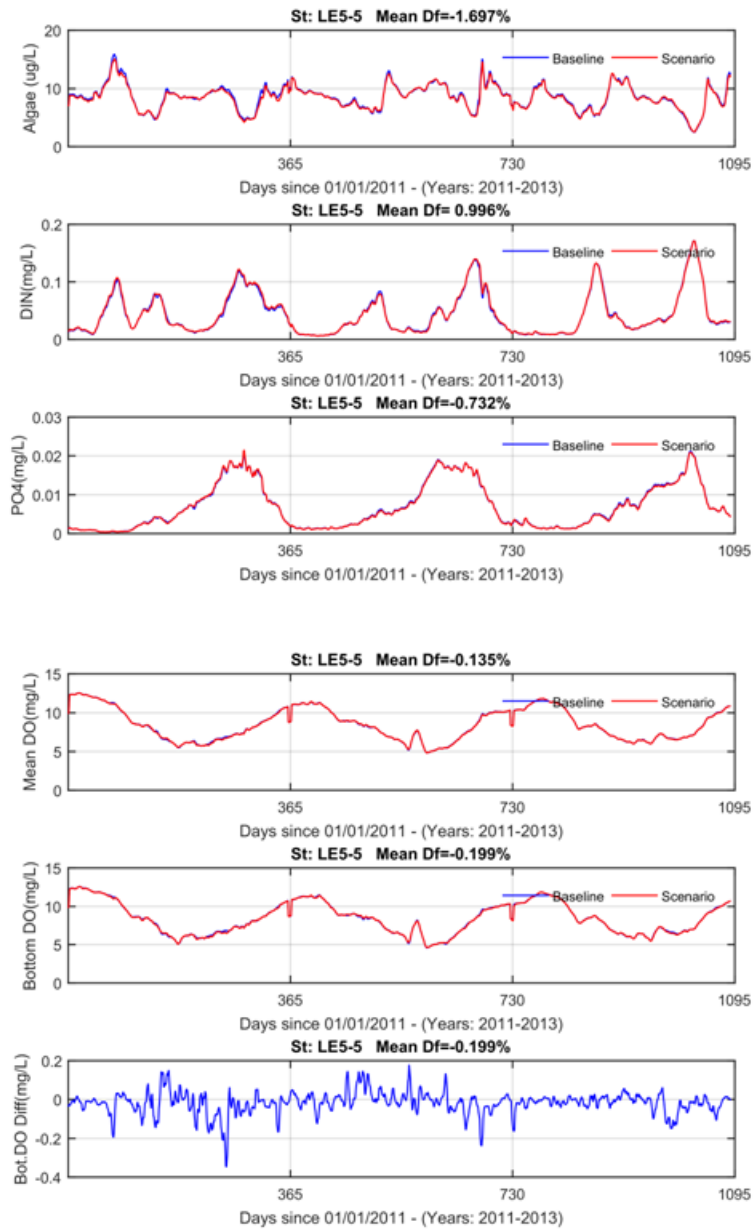 St: LE5-5 Mean Df=-1.697%
20
10
0
Algae (ug/L)
Baseline Scenario
365 730 1095
Days since 01/01/2011 - (Years: 2011-2013)
St: LE5-5 Mean Df= 0.996%
0.2
0.1
0
DIN(mg/L)
Baseline Scenario
365 730 1095
Days since 01/01/2011 - (Years: 2011-2013)
St: LE5-5 Mean Df=-0.732%
0.03
0.02
0.01
0
PO4(mg/L)
Baseline Scenario
365 730 1095
Days since 01/01/2011 - (Years: 2011-2013)
St: LE5-5 Mean Df=-0.135%
15
10
5
0
Mean DO(mg/L)
Baseline Scenario
365 730 1095
Days since 01/01/2011 - (Years: 2011-2013)
St: LE5-5 Mean Df=-0.199%
15
10
5
0
Bottom DO(mg/L)
Baseline Scenario
365 730 1095
Days since 01/01/2011 - (Years: 2011-2013)
St: LE5-5 Mean Df=-0.199%
0.2
0
-0.2
-0.4
Bot.DO Diff(mg/L)
365 730 1095
Days since 01/01/2011 - (Years: 2011-2013)